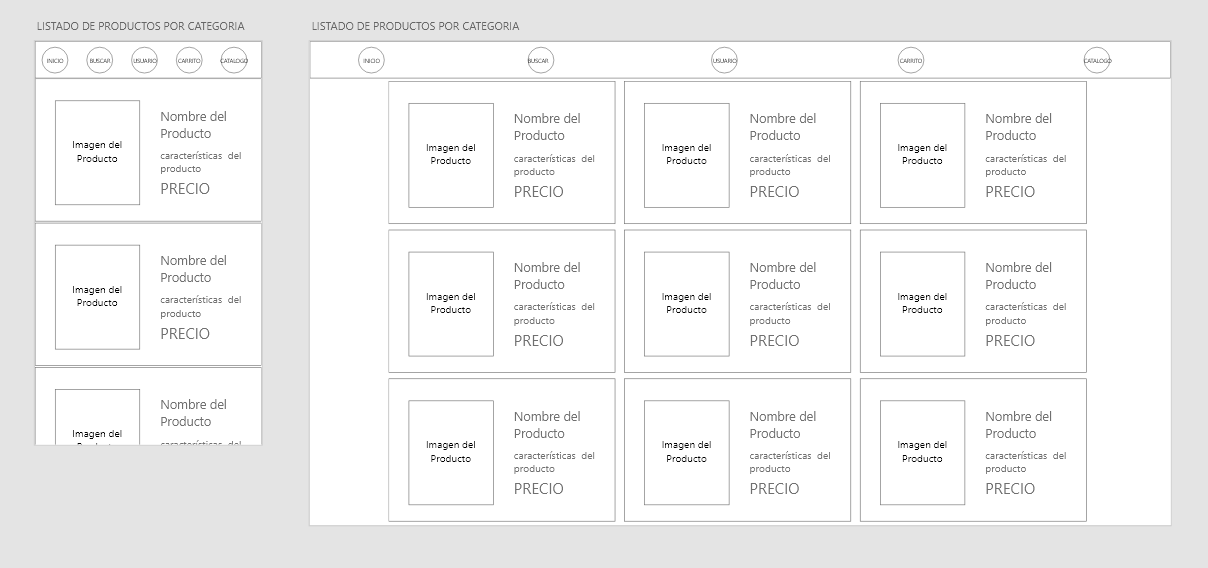 LISTADO DE PRODUCTOS POR CATEGORIA
INICIO BUSCAR USUARIO CARRITO CATALOGO
Imagen del
Producto
Nombre del
Producto
características del
producto
PRECIO
Imagen del
Producto
Nombre del
Producto
características del
producto
PRECIO
Imagen del
Nombre del
Producto
características del
LISTADO DE PRODUCTOS POR CATEGORIA
INICIO BUSCAR USUARIO CARRITO CATALOGO
Imagen del
Producto
Nombre del
Producto
características del
producto
PRECIO
Imagen del
Producto
Nombre del
Producto
características del
producto
PRECIO
Imagen del
Producto
Nombre del
Producto
características del
producto
PRECIO
Imagen del
Producto
Nombre del
Producto
características del
producto
PRECIO
Imagen del
Producto
Nombre del
Producto
características del
producto
PRECIO
Imagen del
Producto
Nombre del
Producto
características del
producto
PRECIO
Imagen del
Producto
Nombre del
Producto
características del
producto
PRECIO
Imagen del
Producto
Nombre del
Producto
características del
producto
PRECIO
Imagen del
Producto
Nombre del
Producto
características del
producto
PRECIO